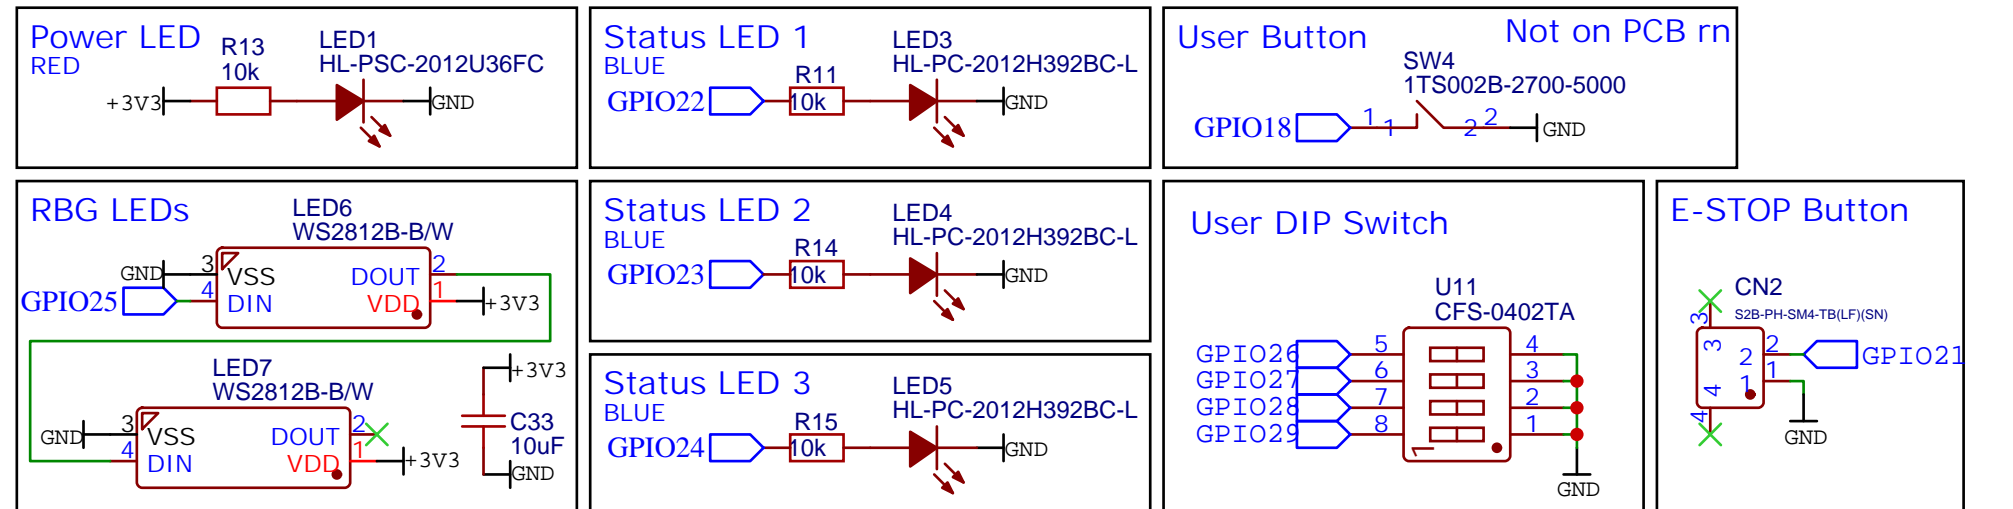 Power LED
RED
R13
10k
LED1
HL-PSC-2012U36FC
+3V3
GND
Status LED 1
BLUE
R11
10k
LED3
HL-PC-2012H392BC-L
GPIO22
GND
User Button
Not on PCB rn
SW4
1TS002B-2700-5000
GPIO18
1
1
2
2
GND
RBG LEDs
LED6
WS2812B-B/W
GND
3
VSS
DOUT
2
GPIO25
4
DIN
VDD
1
+3V3
LED7
WS2812B-B/W
GND
3
VSS
DOUT
2
4
DIN
VDD
1
+3V3
+3V3
C33
10uF
GND
Status LED 2
BLUE
R14
10k
LED4
HL-PC-2012H392BC-L
GPIO23
GND
Status LED 3
BLUE
R15
10k
LED5
HL-PC-2012H392BC-L
GPIO24
GND
User DIP Switch
U11
CFS-0402TA
GPIO26
5
4
GPIO27
6
3
GPIO28
7
2
GPIO29
8
1
1
GND
E-STOP Button
CN2
S2B-PH-SM4-TB(LF)(SN)
3
3
2
2
GPIO21
1
1
4
4
GND